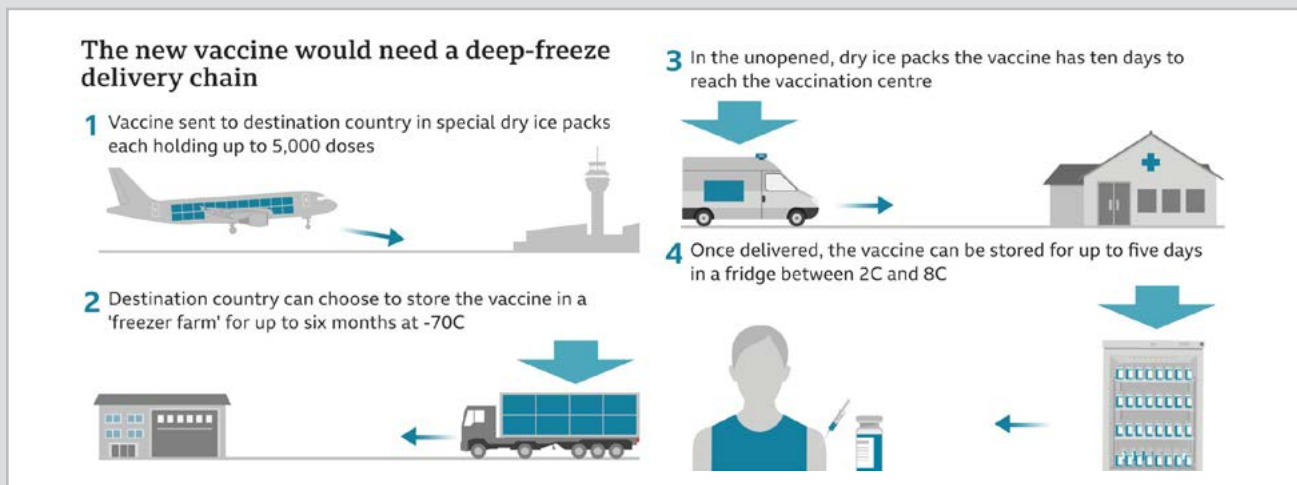 The new vaccine would need a deep-freeze
delivery chain
1 Vaccine sent to destination country in special dry ice packs
each holding up to 5,000 doses
2 Destination country can choose to store the vaccine in a
'freezer farm' for up to six months at -70C
3 In the unopened, dry ice packs the vaccine has ten days to
reach the vaccination centre
4 Once delivered, the vaccine can be stored for up to five days
in a fridge between 2C and 8C